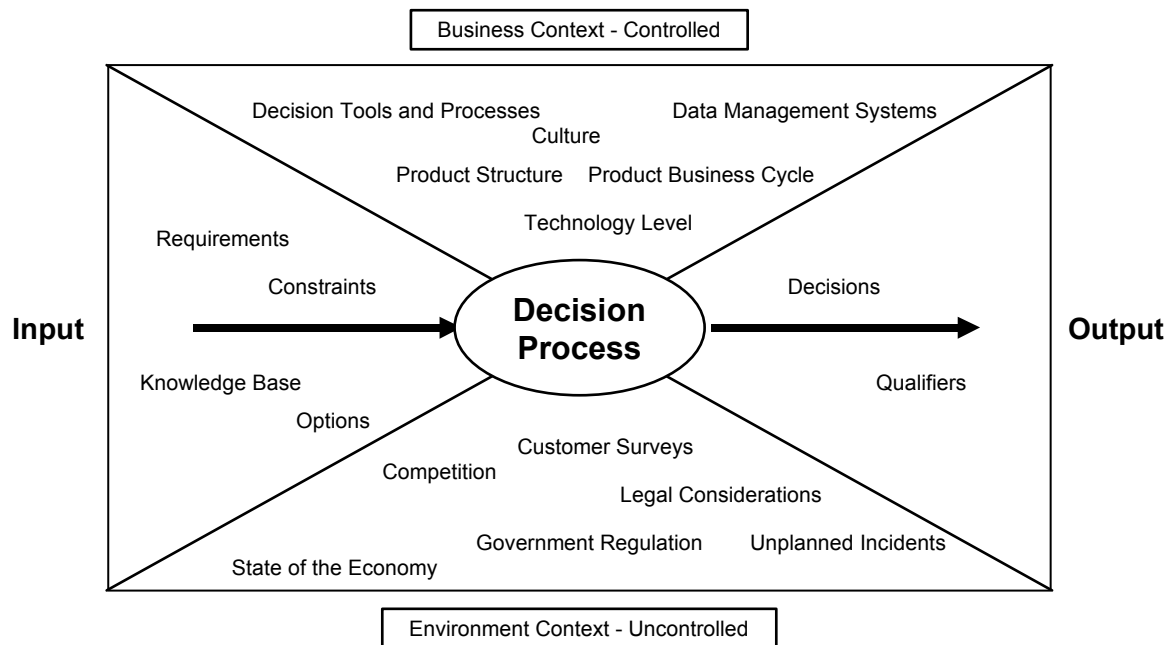 Business Context - Controlled
Decision Tools and Processes
Data Management Systems
Culture
Product Structure
Product Business Cycle
Technology Level
Requirements
Constraints
Decisions
Input
Decision
Process
Output
Knowledge Base
Qualifiers
Options
Customer Surveys
Competition
Legal Considerations
Government Regulation
Unplanned Incidents
State of the Economy
Environment Context - Uncontrolled